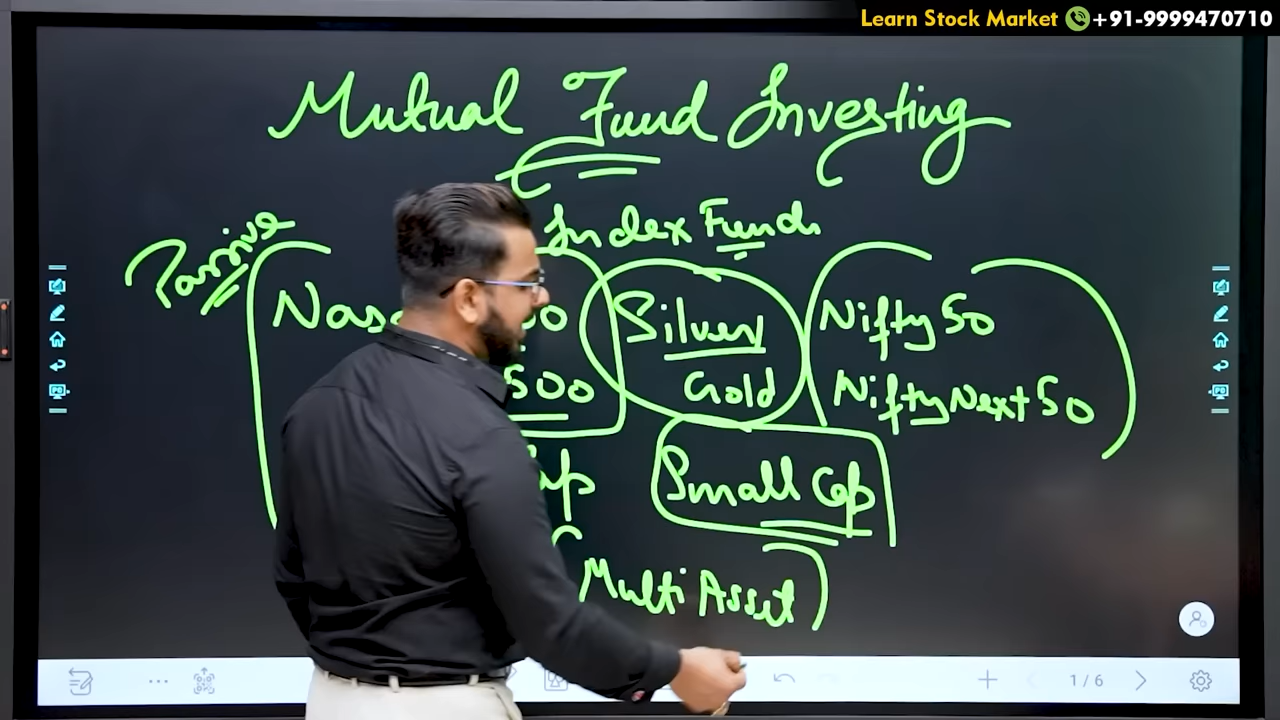 Learn Stock Market +91-9999470710
Mutual Fund Investing
Index Funds
Passive
Silver
Nifty 50
500
Gold
Nifty Next 50
Small Cap
Multi Asset
1/6